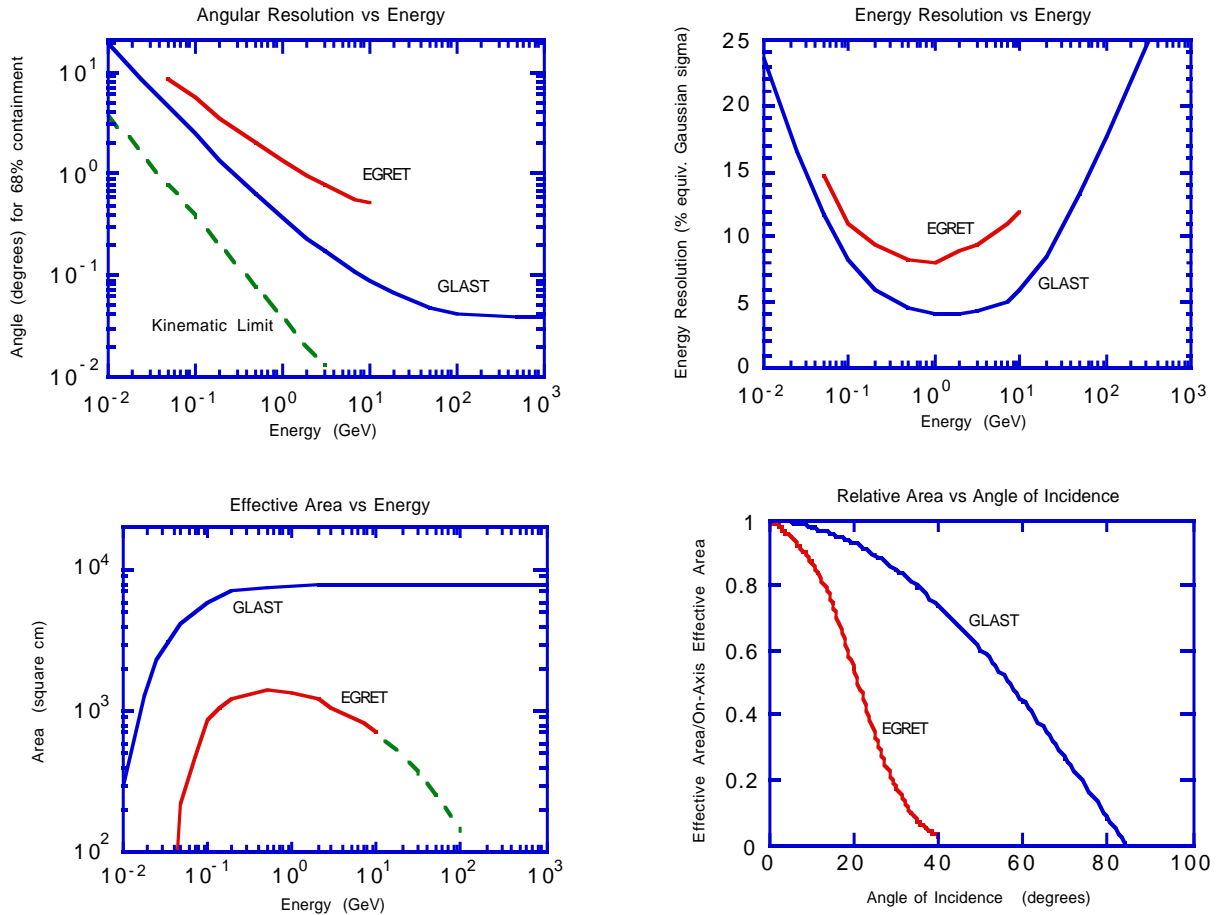 Angular Resolution vs Energy
Angle (degrees) for 68% containment
10^1
10^0
10^-1
10^-2
EGRET
GLAST
Kinematic Limit
10^-2 10^-1 10^0 10^1 10^2 10^3
Energy (GeV)
Energy Resolution vs Energy
Energy Resolution (% equiv. Gaussian sigma)
25
20
15
10
5
0
EGRET
GLAST
10^-2 10^-1 10^0 10^1 10^2 10^3
Energy (GeV)
Effective Area vs Energy
Area (square cm)
10^4
10^3
10^2
GLAST
EGRET
10^-2 10^-1 10^0 10^1 10^2 10^3
Energy (GeV)
Relative Area vs Angle of Incidence
Effective Area/On-Axis Effective Area
1
0.8
0.6
0.4
0.2
0
GLAST
EGRET
0 20 40 60 80 100
Angle of Incidence (degrees)